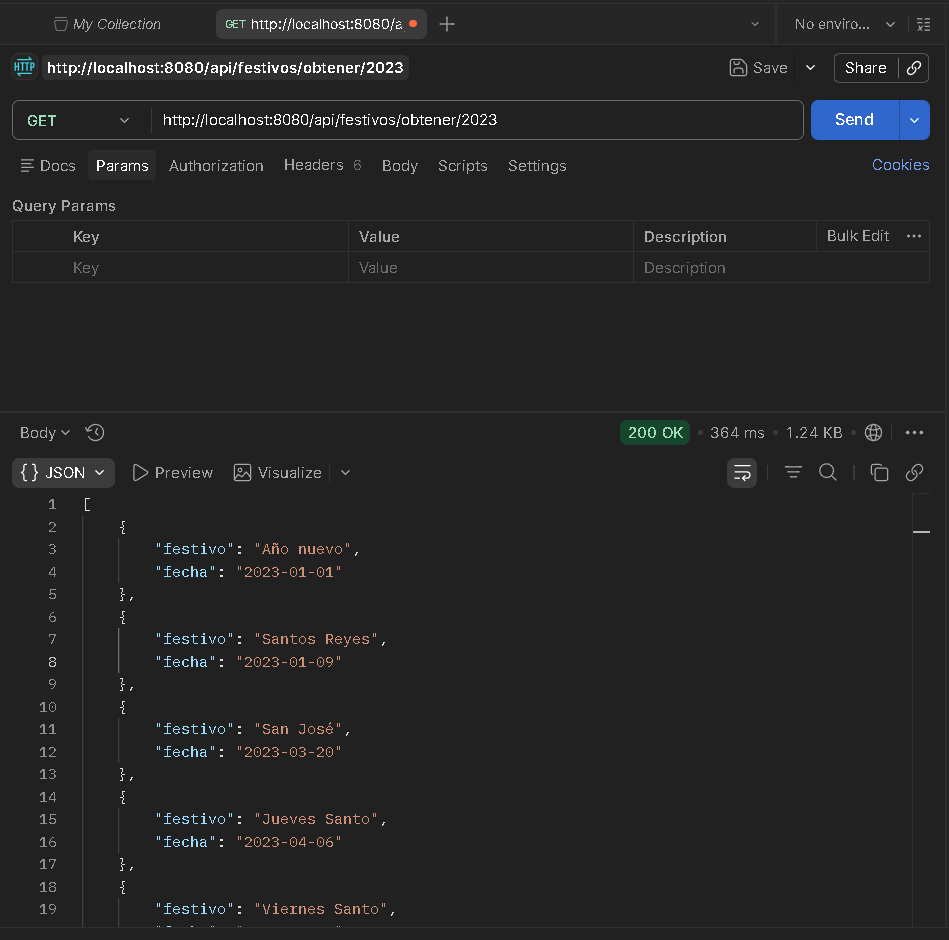 My Collection
GET http://localhost:8080/a
No enviro...
HTTP http://localhost:8080/api/festivos/obtener/2023
Save
Share
GET
http://localhost:8080/api/festivos/obtener/2023
Send
Docs Params Authorization Headers 6 Body Scripts Settings Cookies
Query Params
Key Value Description Bulk Edit
Key Value Description
Body
200 OK • 364 ms • 1.24 KB
{} JSON Preview Visualize
1 [
2 {
3 "festivo": "Año nuevo",
4 "fecha": "2023-01-01"
5 },
6 {
7 "festivo": "Santos Reyes",
8 "fecha": "2023-01-09"
9 },
10 {
11 "festivo": "San José",
12 "fecha": "2023-03-20"
13 },
14 {
15 "festivo": "Jueves Santo",
16 "fecha": "2023-04-06"
17 },
18 {
19 "festivo": "Viernes Santo",